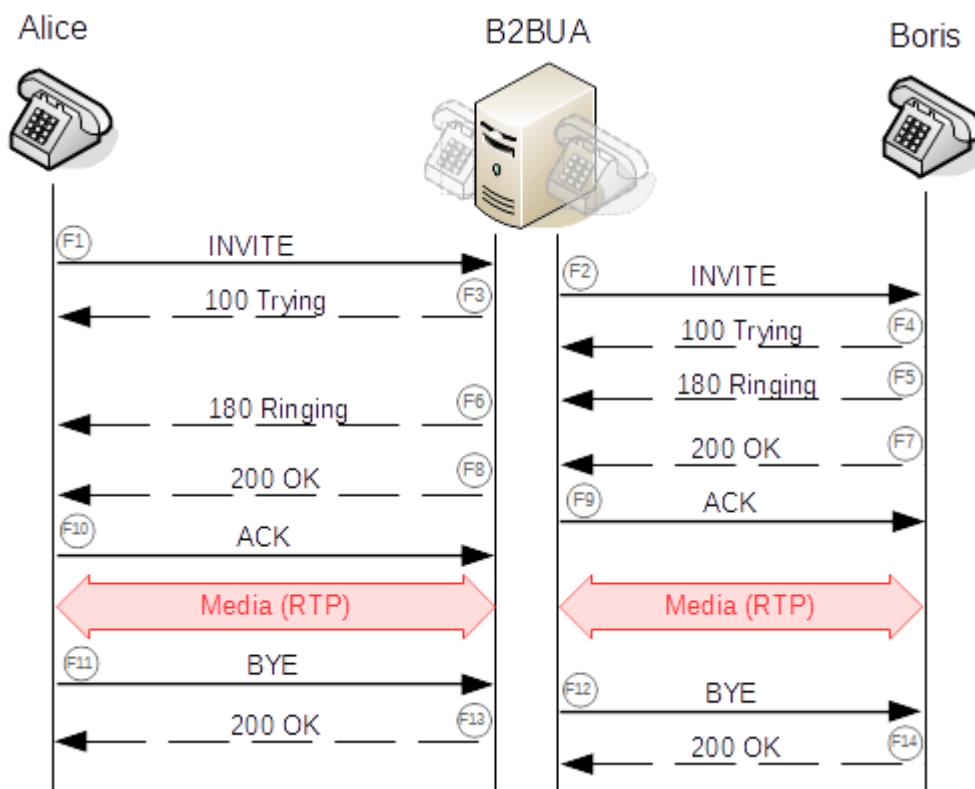 Alice
B2BUA
Boris
F1
INVITE
F2
INVITE
100 Trying
F3
100 Trying
F4
180 Ringing
F5
180 Ringing
F6
200 OK
F7
200 OK
F8
F9
ACK
F10
ACK
Media (RTP)
Media (RTP)
F11
BYE
F12
BYE
200 OK
F13
200 OK
F14